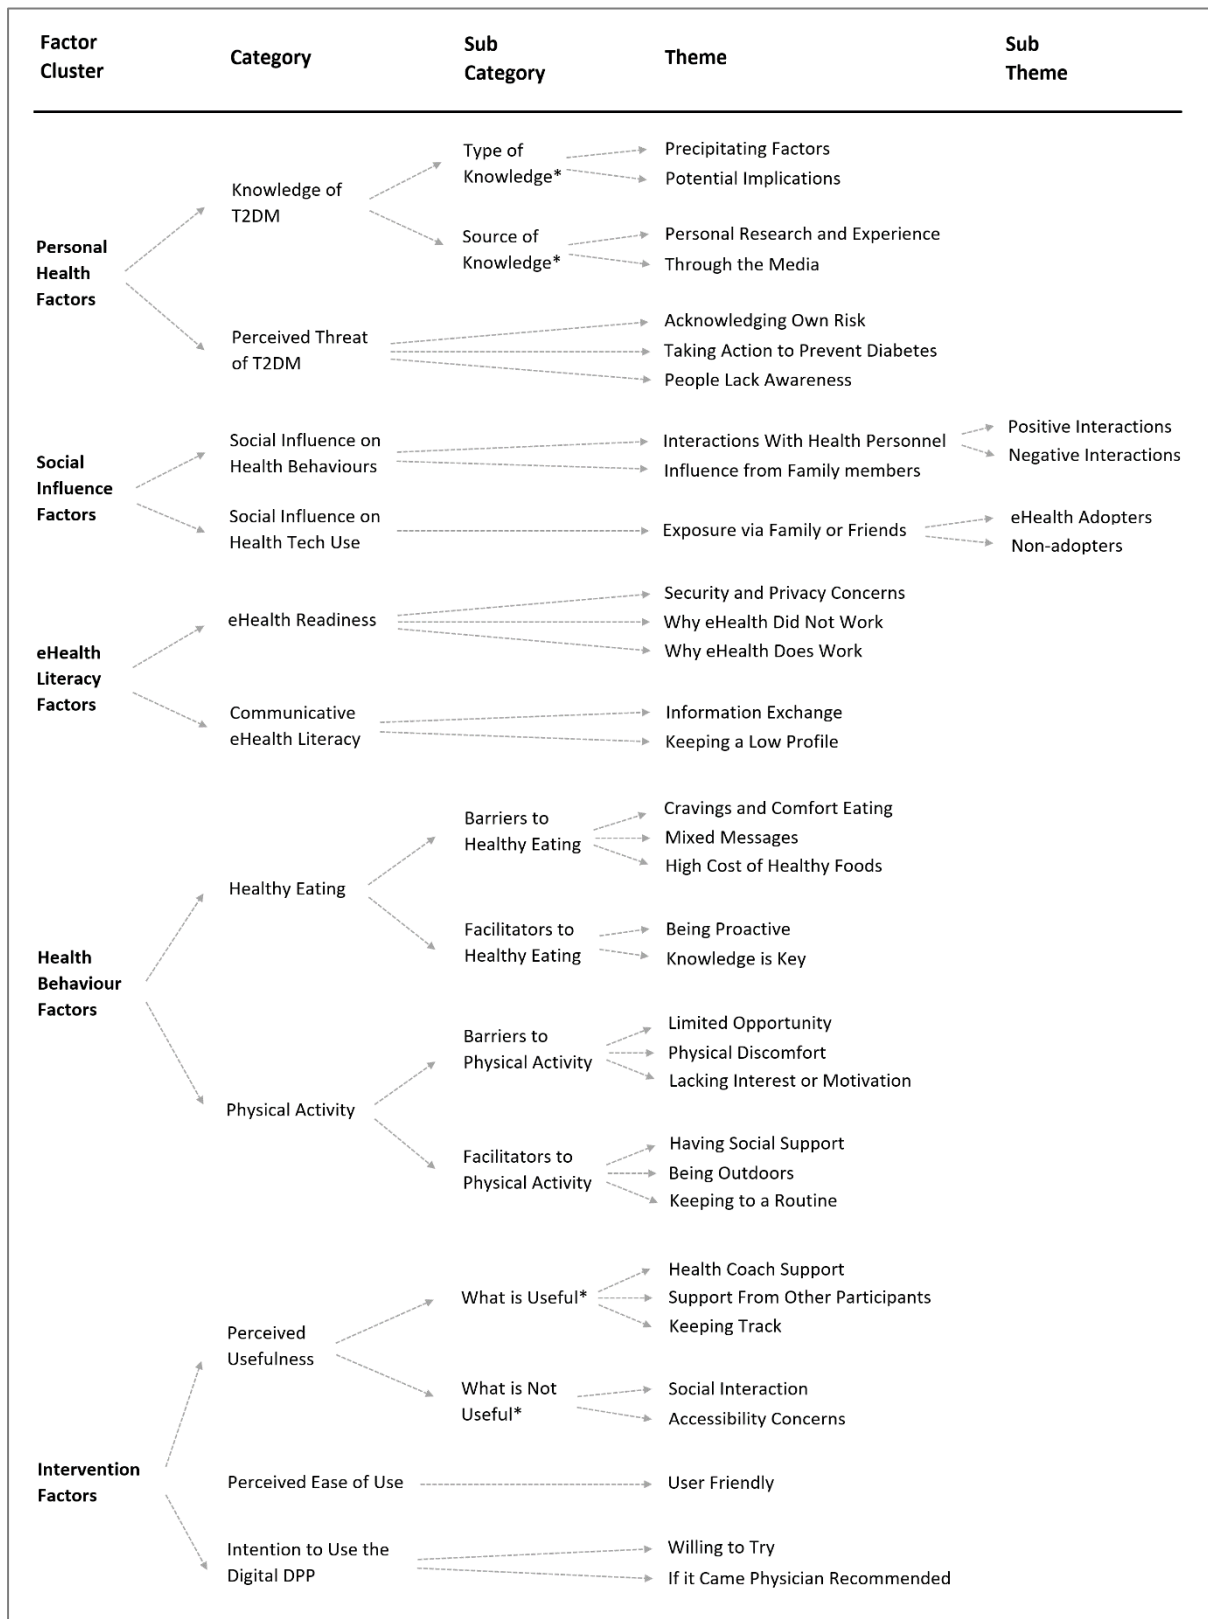 Factor
Cluster
Category
Sub
Category
Theme
Sub
Theme
Personal
Health
Factors
Knowledge of
T2DM
Type of
Knowledge*
Precipitating Factors
Potential Implications
Source of
Knowledge*
Personal Research and Experience
Through the Media
Perceived Threat
of T2DM
Acknowledging Own Risk
Taking Action to Prevent Diabetes
People Lack Awareness
Social
Influence
Factors
Social Influence on
Health Behaviours
Interactions With Health Personnel
Positive Interactions
Negative Interactions
Influence from Family members
Social Influence on
Health Tech Use
Exposure via Family or Friends
eHealth Adopters
Non-adopters
eHealth
Literacy
Factors
eHealth Readiness
Security and Privacy Concerns
Why eHealth Did Not Work
Why eHealth Does Work
Communicative
eHealth Literacy
Information Exchange
Keeping a Low Profile
Health
Behaviour
Factors
Healthy Eating
Barriers to
Healthy Eating
Cravings and Comfort Eating
Mixed Messages
High Cost of Healthy Foods
Facilitators to
Healthy Eating
Being Proactive
Knowledge is Key
Physical Activity
Barriers to
Physical Activity
Limited Opportunity
Physical Discomfort
Lacking Interest or Motivation
Facilitators to
Physical Activity
Having Social Support
Being Outdoors
Keeping to a Routine
Intervention
Factors
Perceived
Usefulness
What is Useful*
Health Coach Support
Support From Other Participants
Keeping Track
What is Not
Useful*
Social Interaction
Accessibility Concerns
Perceived Ease of Use
User Friendly
Intention to Use the
Digital DPP
Willing to Try
If it Came Physician Recommended